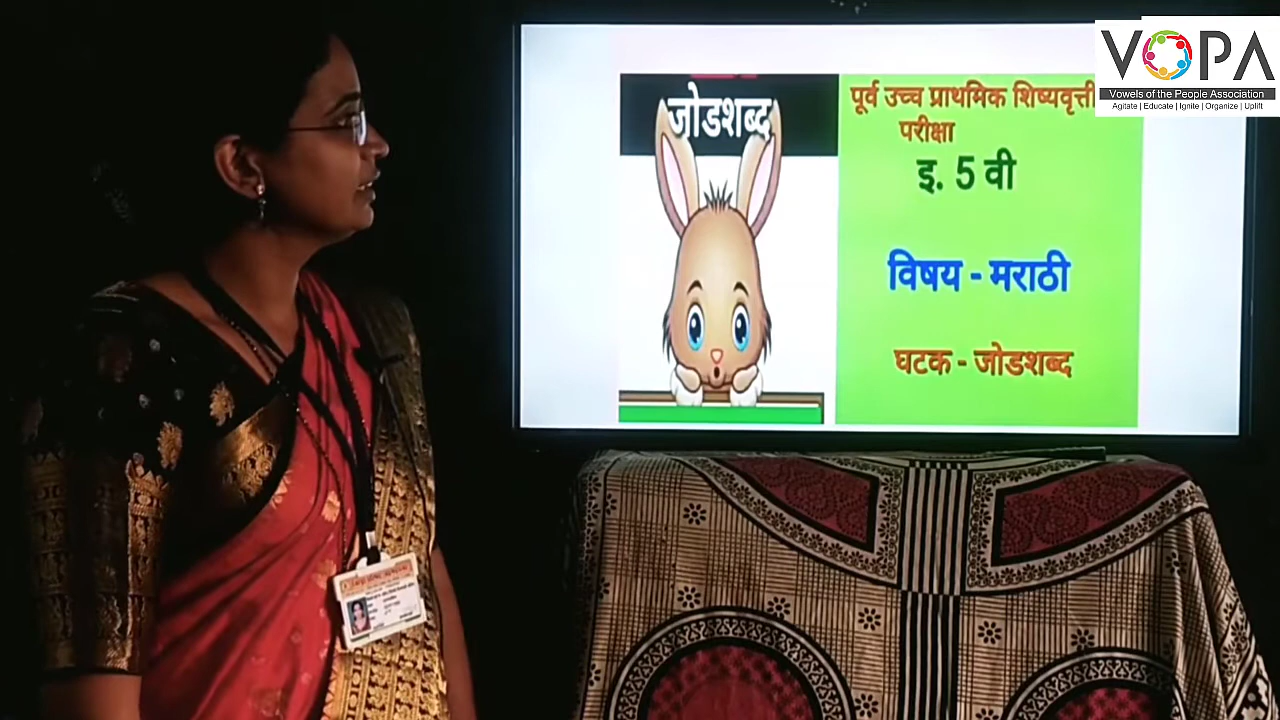 जोडशब्द
पूर्व उच्च प्राथमिक शिष्यवृत्ती
परीक्षा
इ. 5 वी
विषय - मराठी
घटक - जोडशब्द
VOPA
Vowels of the People Association
Agitate | Educate | Ignite | Organize | Uplift